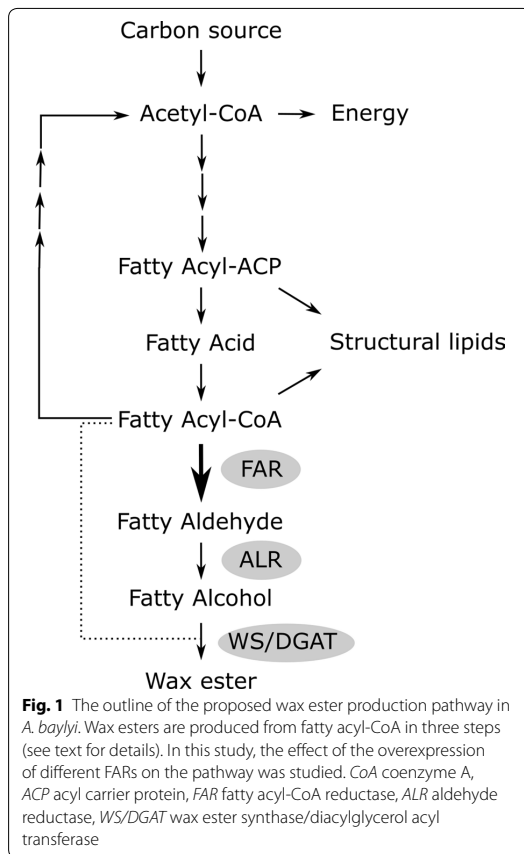 Carbon source
Acetyl-CoA
Energy
Fatty Acyl-ACP
Fatty Acid
Structural lipids
Fatty Acyl-CoA
FAR
Fatty Aldehyde
ALR
Fatty Alcohol
WS/DGAT
Wax ester
Fig. 1 The outline of the proposed wax ester production pathway in
A. baylyi. Wax esters are produced from fatty acyl-CoA in three steps
(see text for details). In this study, the effect of the overexpression
of different FARs on the pathway was studied. CoA coenzyme A,
ACP acyl carrier protein, FAR fatty acyl-CoA reductase, ALR aldehyde
reductase, WS/DGAT wax ester synthase/diacylglycerol acyl
transferase